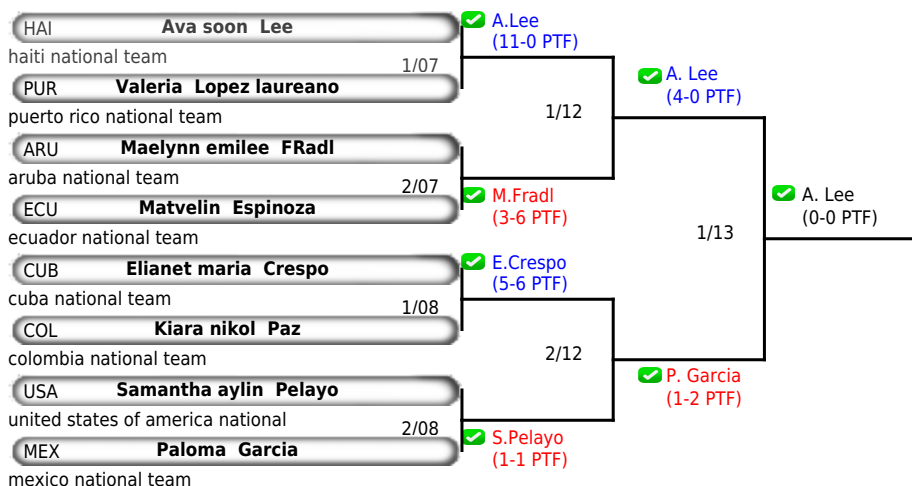 HAI Ava soon Lee
haiti national team
1/07
PUR Valeria Lopez laureano
puerto rico national team
ARU Maelynn emilee FRadl
aruba national team
2/07
ECU Matvelin Espinoza
ecuador national team
CUB Elianet maria Crespo
cuba national team
1/08
COL Kiara nikol Paz
colombia national team
USA Samantha aylin Pelayo
united states of america national
2/08
MEX Paloma Garcia
mexico national team
A.Lee
(11-0 PTF)
M.Fradl
(3-6 PTF)
E.Crespo
(5-6 PTF)
S.Pelayo
(1-1 PTF)
1/12
2/12
A. Lee
(4-0 PTF)
P. Garcia
(1-2 PTF)
1/13
A. Lee
(0-0 PTF)